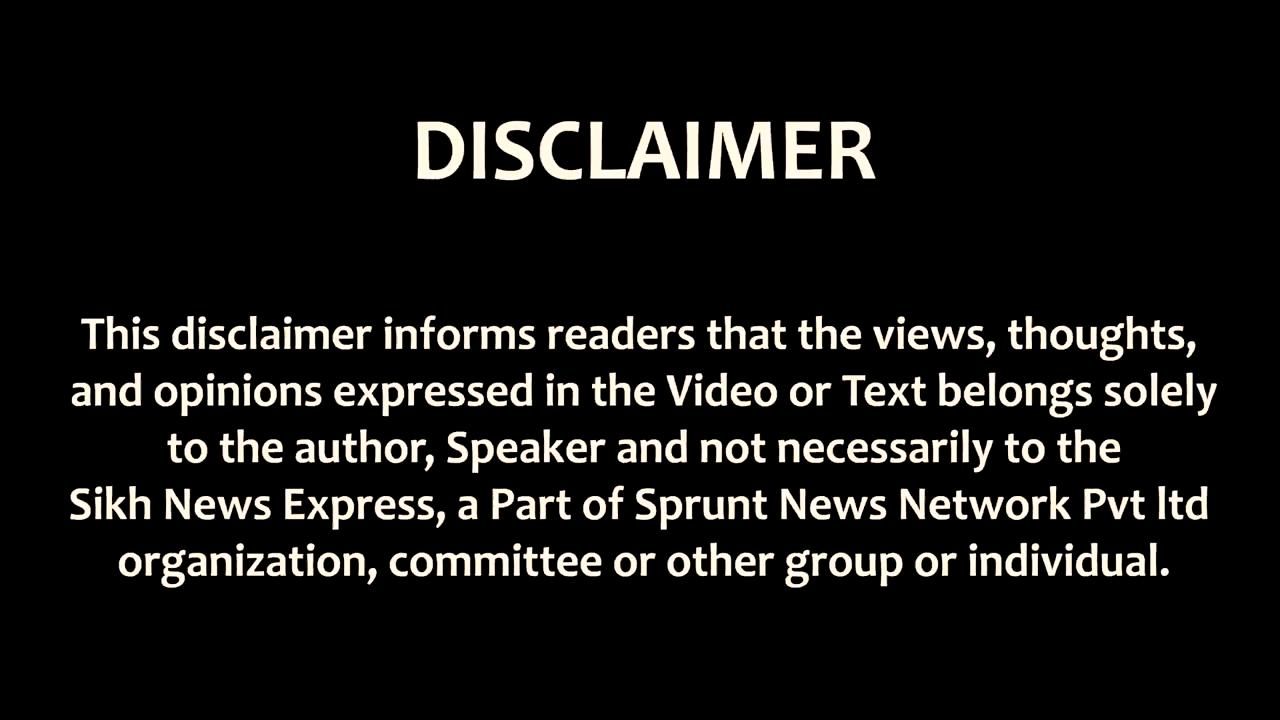 DISCLAIMER
This disclaimer informs readers that the views, thoughts,
and opinions expressed in the Video or Text belongs solely
to the author, Speaker and not necessarily to the
Sikh News Express, a Part of Sprunt News Network Pvt ltd
organization, committee or other group or individual.